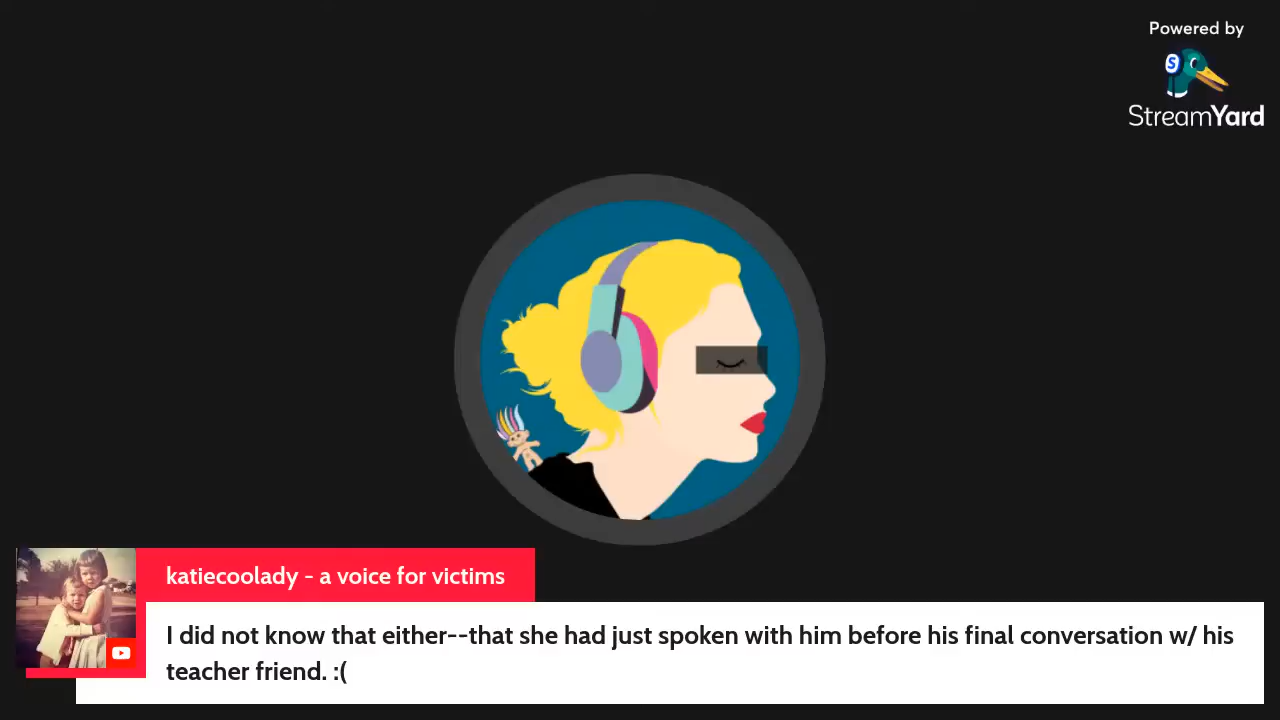 Powered by
S
StreamYard
katiecoolady - a voice for victims
I did not know that either--that she had just spoken with him before his final conversation w/ his
teacher friend. :(